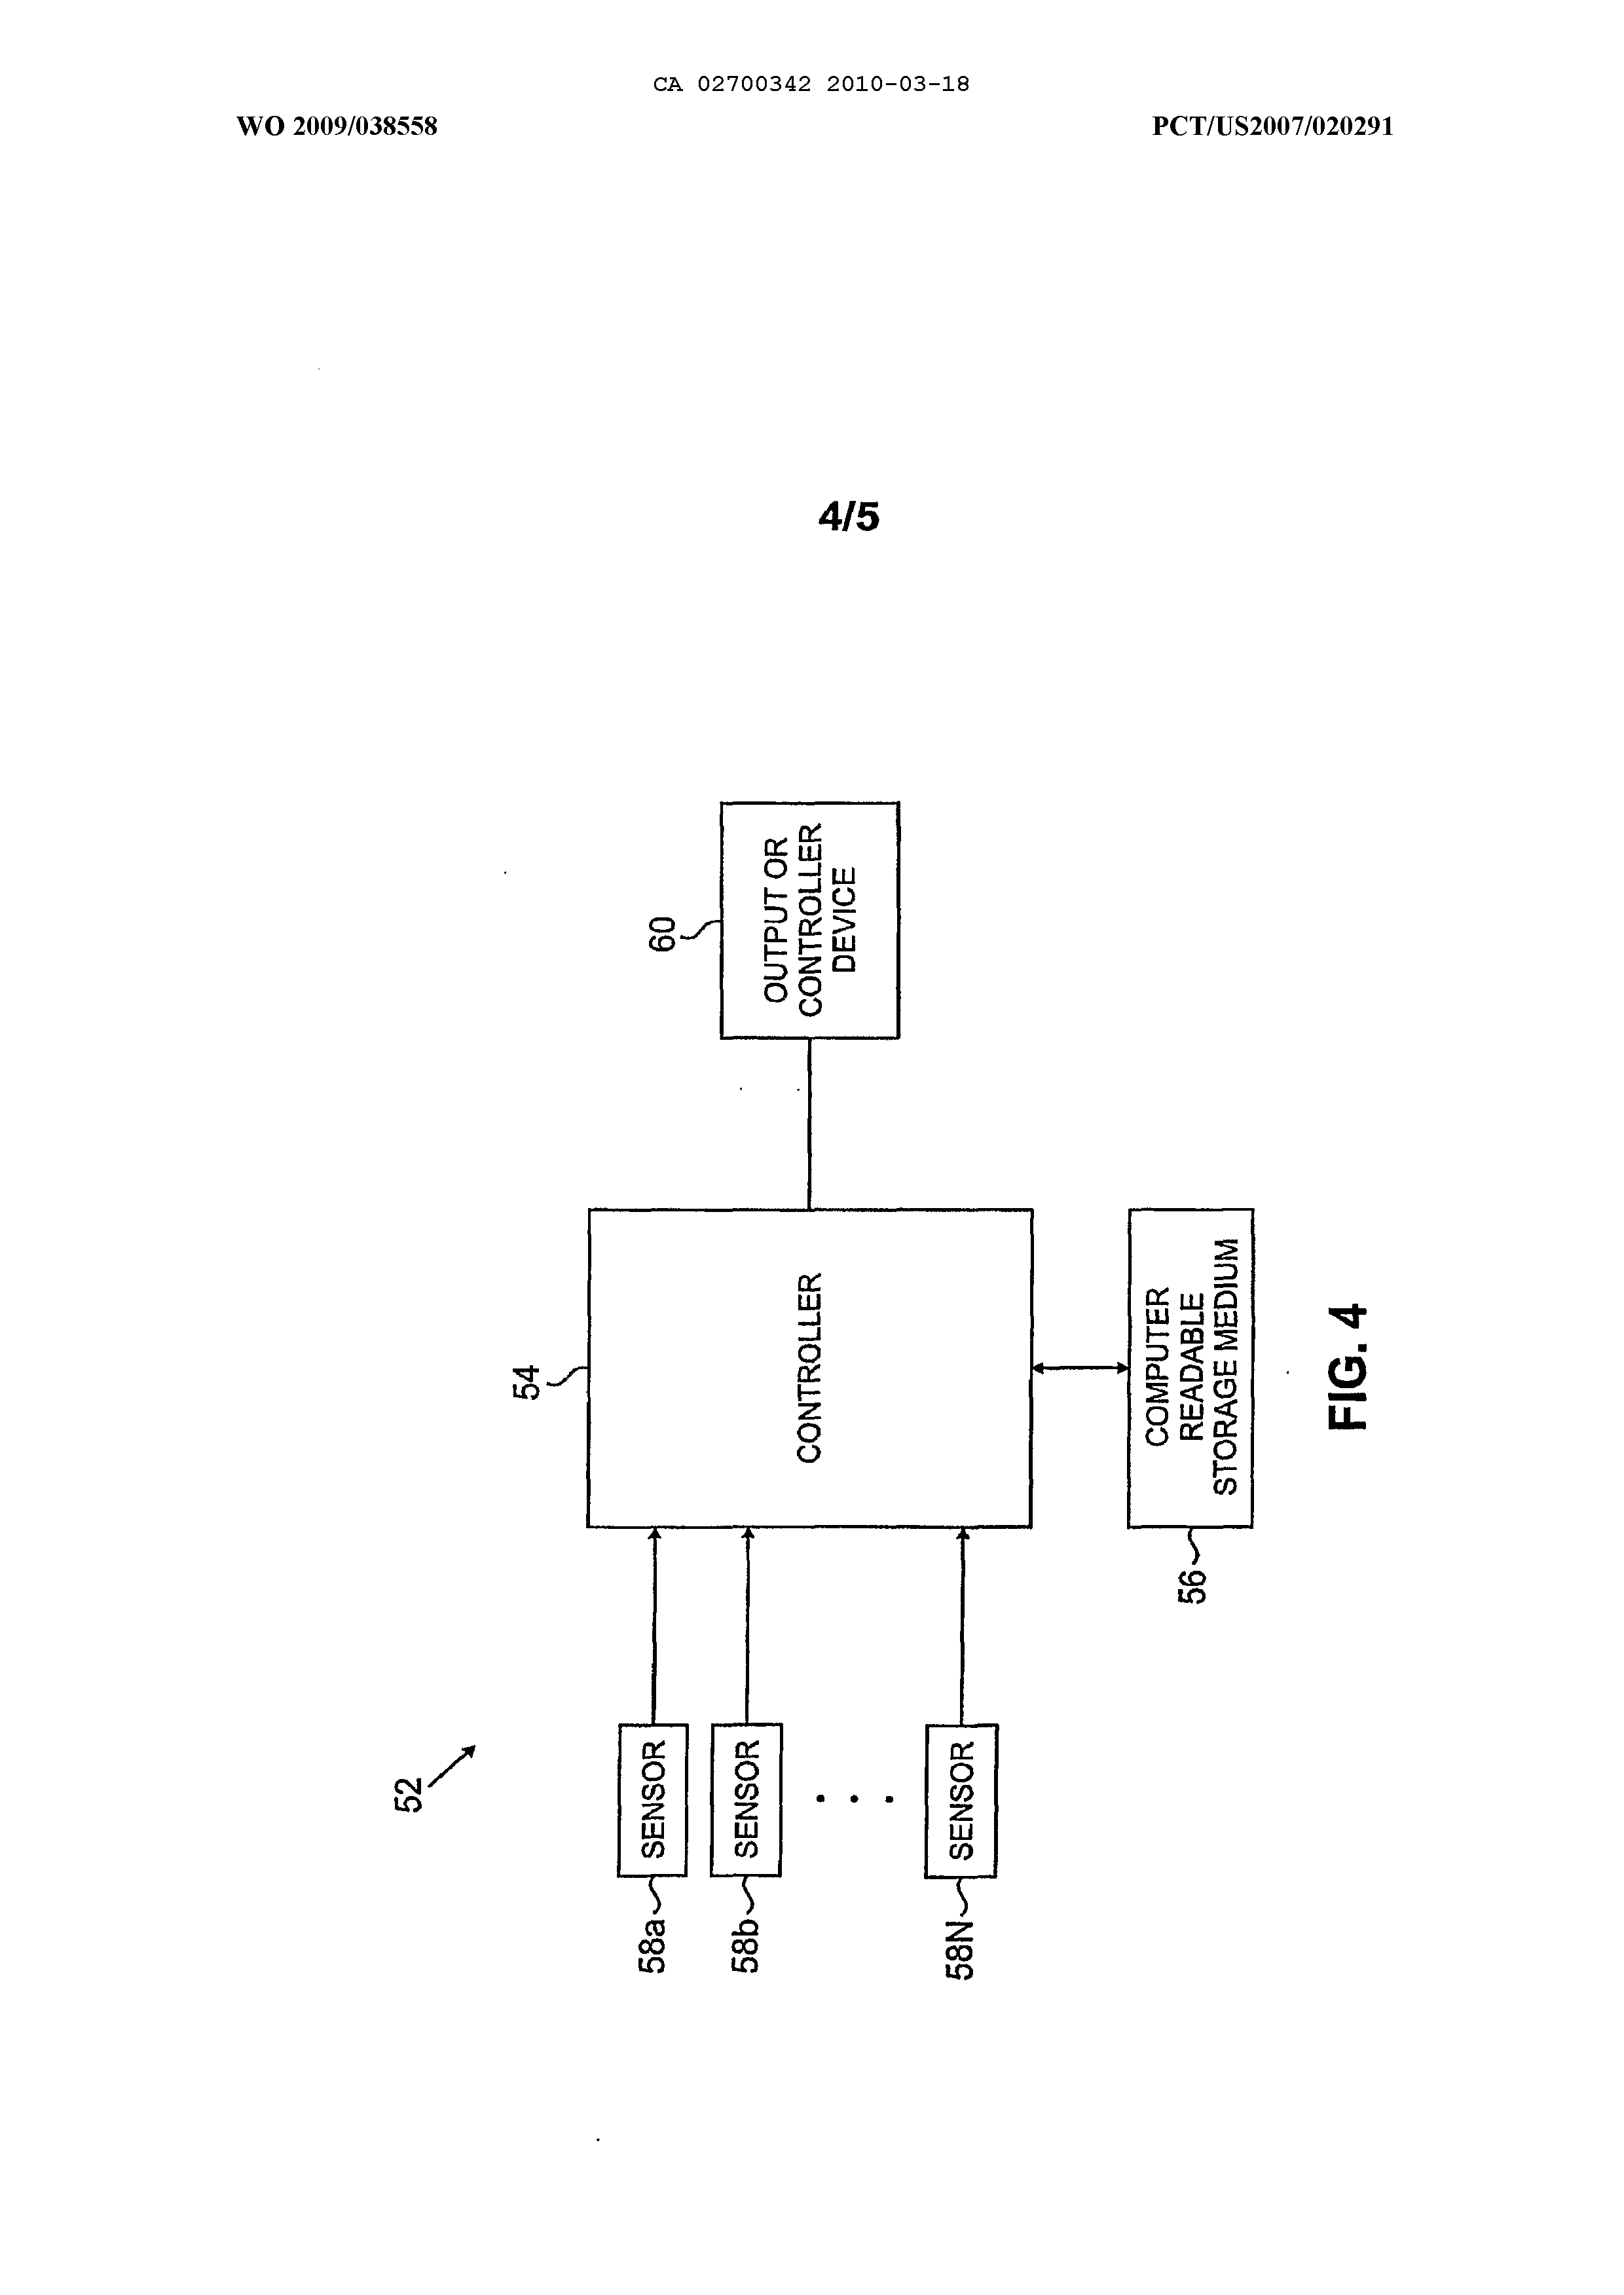 CA 02700342 2010-03-18
WO 2009/038558
PCT/US2007/020291
4/5
52
58a
SENSOR
58b
SENSOR
. . .
58N
SENSOR
54
CONTROLLER
60
OUTPUT OR
CONTROLLER
DEVICE
56
COMPUTER
READABLE
STORAGE MEDIUM
FIG. 4